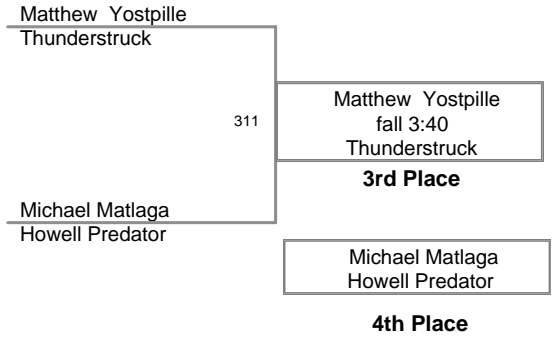 Matthew Yostpille
Thunderstruck
311
Matthew Yostpille
fall 3:40
Thunderstruck
3rd Place
Michael Matlaga
Howell Predator
Michael Matlaga
Howell Predator
4th Place